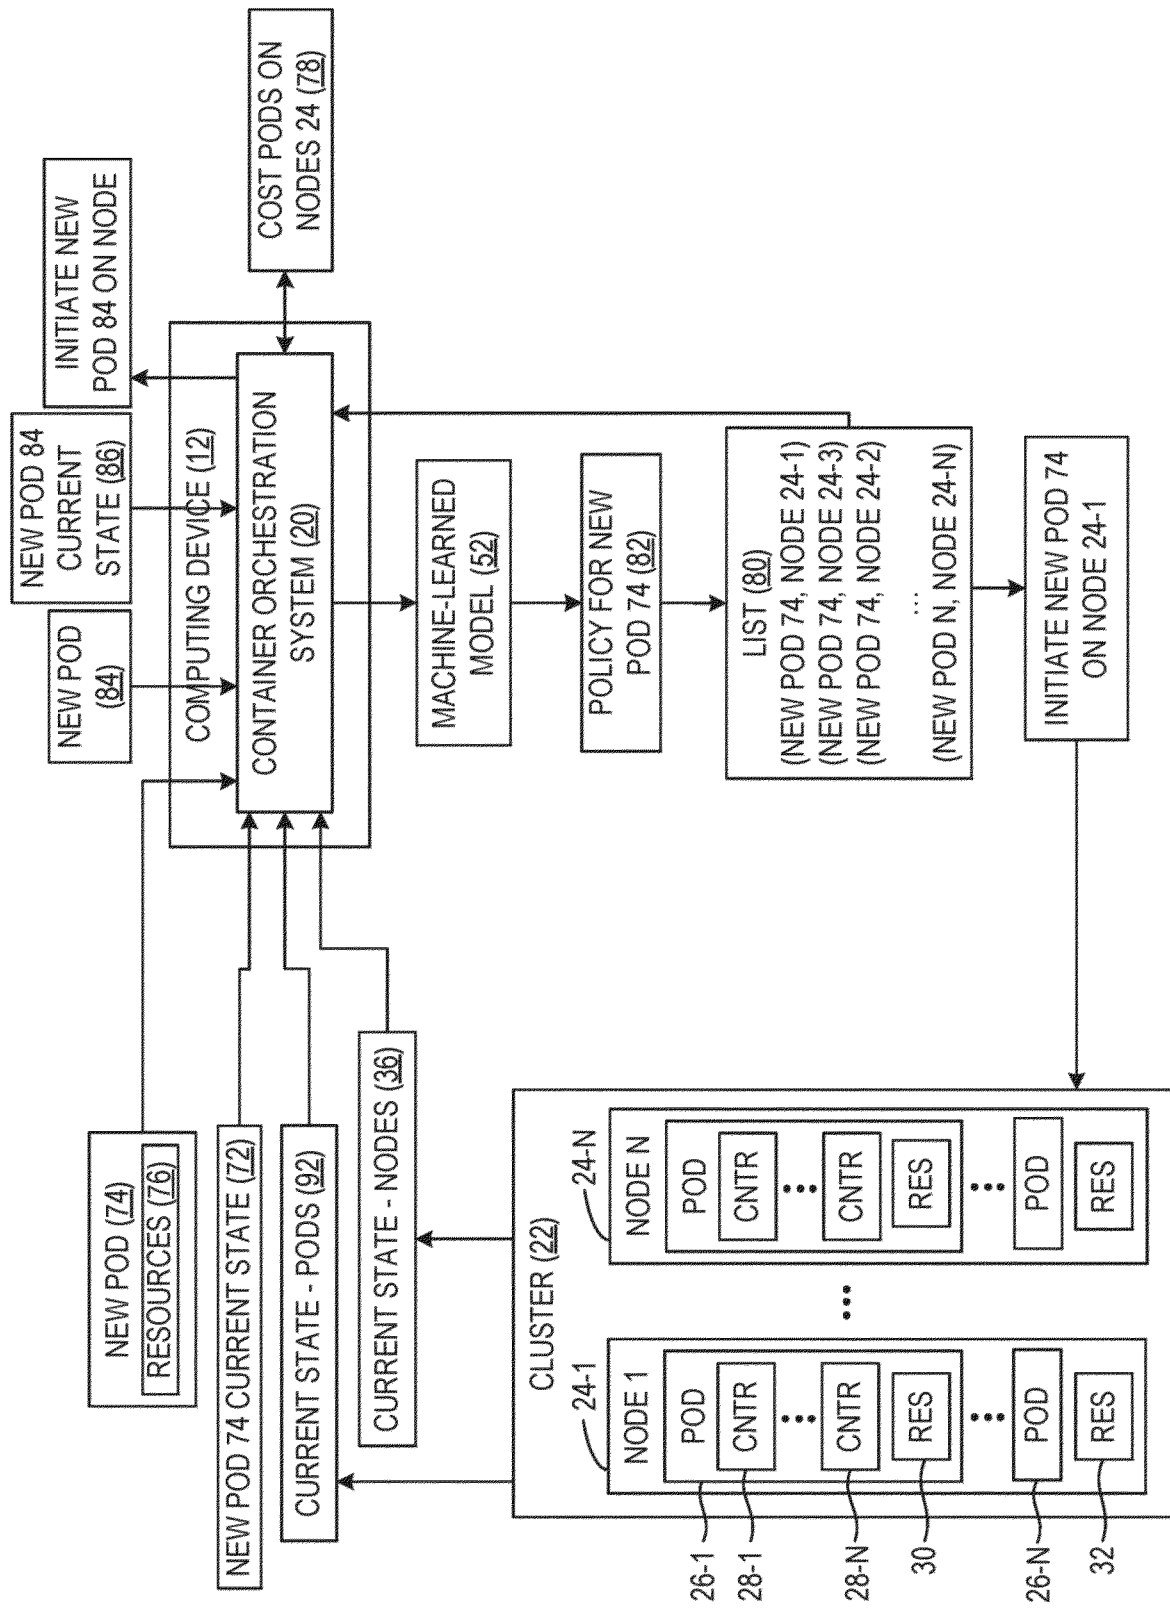 NEW POD (74)
RESOURCES (76)
NEW POD 74 CURRENT STATE (72)
CURRENT STATE - PODS (92)
CURRENT STATE - NODES (36)
NEW POD
(84)
NEW POD 84
CURRENT
STATE (86)
INITIATE NEW
POD 84 ON NODE
COMPUTING DEVICE (12)
CONTAINER ORCHESTRATION
SYSTEM (20)
COST PODS ON
NODES 24 (78)
MACHINE-LEARNED
MODEL (52)
POLICY FOR NEW
POD 74 (82)
LIST (80)
(NEW POD 74, NODE 24-1)
(NEW POD 74, NODE 24-3)
(NEW POD 74, NODE 24-2)
...
(NEW POD N, NODE 24-N)
INITIATE NEW POD 74
ON NODE 24-1
CLUSTER (22)
24-1
NODE 1
POD
CNTR
CNTR
RES
POD
RES
26-1
28-1
28-N
30
26-N
32
24-N
NODE N
POD
CNTR
CNTR
RES
POD
RES